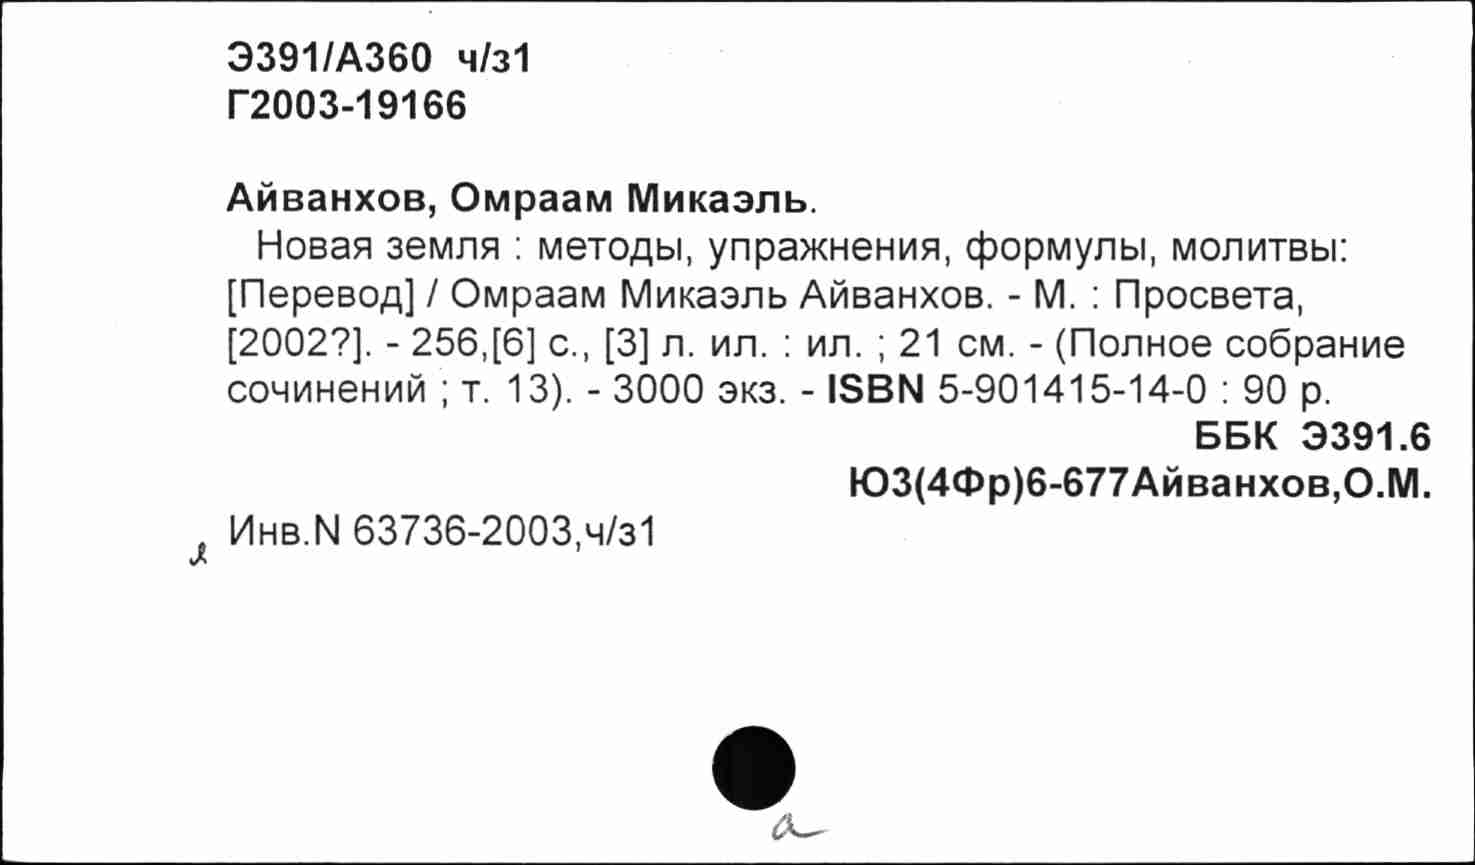 Э391/А360 ч/з1
Г2003-19166
Айванхов, Омраам Микаэль.
Новая земля : методы, упражнения, формулы, молитвы:
[Перевод] / Омраам Микаэль Айванхов. - М. : Просвета,
[2002?]. - 256,[6] с., [3] л. ил. : ил. ; 21 см. - (Полное собрание
сочинений ; т. 13). - 3000 экз. - ISBN 5-901415-14-0 : 90 р.
ББК Э391.6
Ю3(4Фр)6-677Айванхов,О.М.
Инв.N 63736-2003,ч/з1
а